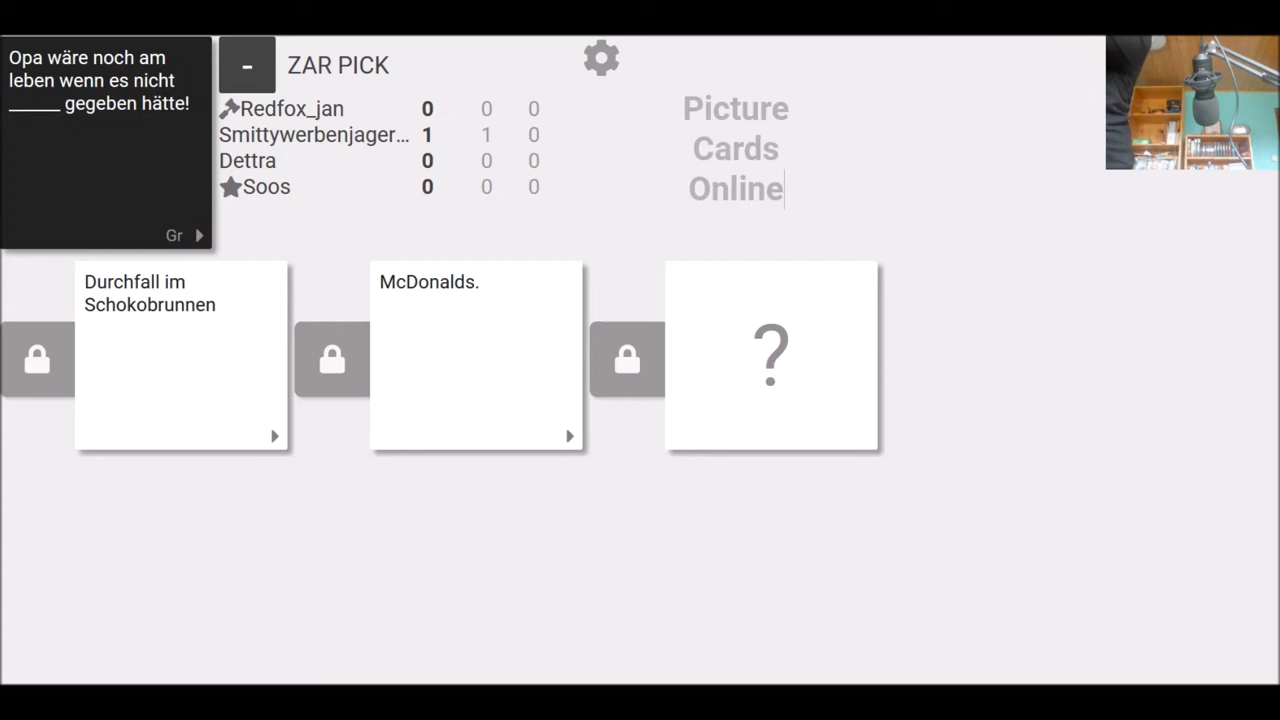 Opa wäre noch am
leben wenn es nicht
______ gegeben hätte!
Gr
-
ZAR PICK
Redfox_jan 0 0 0
Smittywerbenjager... 1 1 0
Dettra 0 0 0
Soos 0 0 0
Picture
Cards
Online
Durchfall im
Schokobrunnen
McDonalds.
?